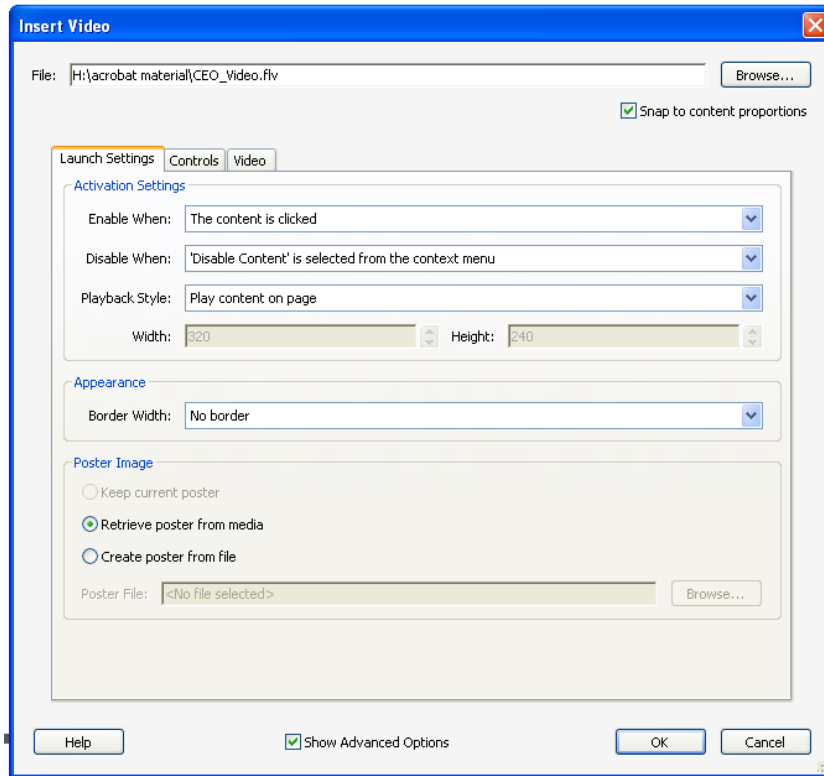 Insert Video
File: H:\acrobat material\CEO_Video.flv Browse...
Snap to content proportions
Launch Settings Controls Video
Activation Settings
Enable When: The content is clicked
Disable When: 'Disable Content' is selected from the context menu
Playback Style: Play content on page
Width: 320 Height: 240
Appearance
Border Width: No border
Poster Image
Keep current poster
Retrieve poster from media
Create poster from file
Poster File: <No file selected> Browse...
Help Show Advanced Options OK Cancel